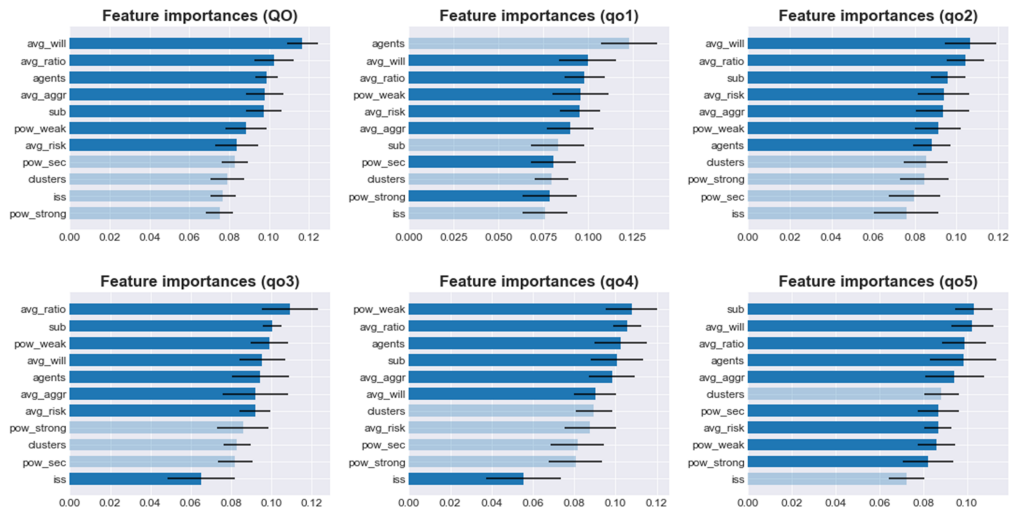 Feature importances (QO)
avg_will
avg_ratio
agents
avg_aggr
sub
pow_weak
avg_risk
pow_sec
clusters
iss
pow_strong
0.00 0.02 0.04 0.06 0.08 0.10 0.12
Feature importances (qo1)
agents
avg_will
avg_ratio
pow_weak
avg_risk
avg_aggr
sub
pow_sec
clusters
pow_strong
iss
0.000 0.025 0.050 0.075 0.100 0.125
Feature importances (qo2)
avg_will
avg_ratio
sub
avg_risk
avg_aggr
pow_weak
agents
clusters
pow_strong
pow_sec
iss
0.00 0.02 0.04 0.06 0.08 0.10 0.12
Feature importances (qo3)
avg_ratio
sub
pow_weak
avg_will
agents
avg_aggr
avg_risk
pow_strong
clusters
pow_sec
iss
0.00 0.02 0.04 0.06 0.08 0.10 0.12
Feature importances (qo4)
pow_weak
avg_ratio
agents
sub
avg_aggr
avg_will
clusters
avg_risk
pow_sec
pow_strong
iss
0.00 0.02 0.04 0.06 0.08 0.10 0.12
Feature importances (qo5)
sub
avg_will
avg_ratio
agents
avg_aggr
clusters
pow_sec
avg_risk
pow_weak
pow_strong
iss
0.00 0.02 0.04 0.06 0.08 0.10